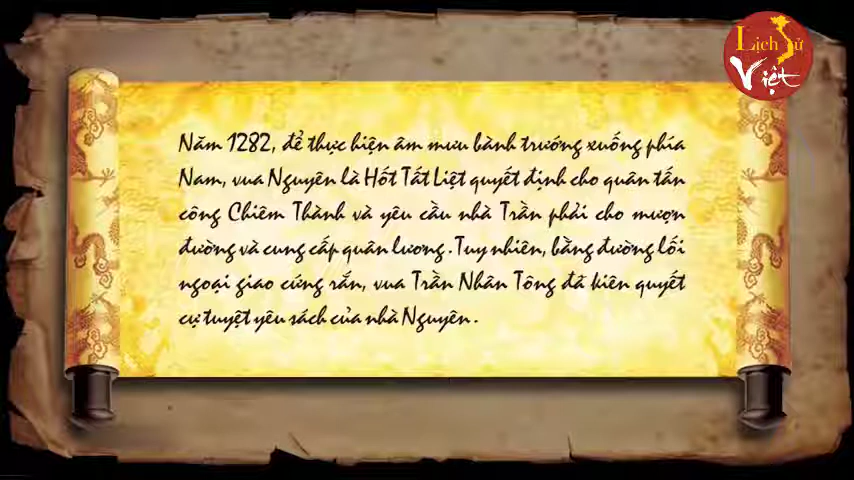 Lịch Sử
Việt
Năm 1282, để thực hiện âm mưu bành trướng xuống phía
Nam, vua Nguyên là Hốt Tất Liệt quyết định cho quân tấn
công Chiêm Thành và yêu cầu nhà Trần phải cho mượn
đường và cung cấp quân lương. Tuy nhiên, bằng đường lối
ngoại giao cứng rắn, vua Trần Nhân Tông đã kiên quyết
cự tuyệt yêu sách của nhà Nguyên.